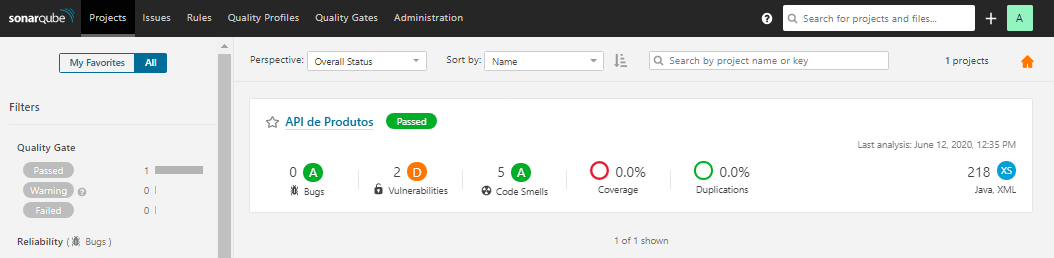 sonarqube Projects Issues Rules Quality Profiles Quality Gates Administration ? Search for projects and files... + A
My Favorites All
Perspective: Overall Status Sort by: Name Search by project name or key 1 projects
Filters
Quality Gate
Passed 1
Warning ? 0
Failed 0
Reliability ( Bugs )
API de Produtos Passed
Last analysis: June 12, 2020, 12:35 PM
0 A 2 D 5 A 0.0% 0.0% 218 XS
Bugs Vulnerabilities Code Smells Coverage Duplications Java, XML
1 of 1 shown